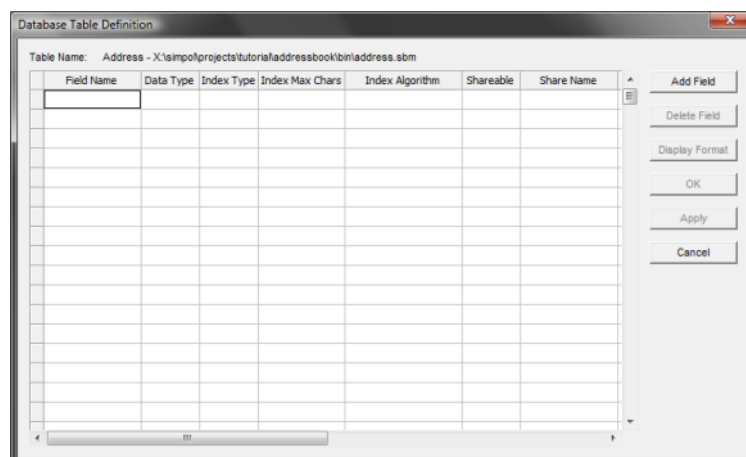 Database Table Definition
Table Name: Address - X:\simpol\projects\tutorial\addressbook\bin\address.sbm
Field Name Data Type Index Type Index Max Chars Index Algorithm Shareable Share Name
Add Field
Delete Field
Display Format
OK
Apply
Cancel